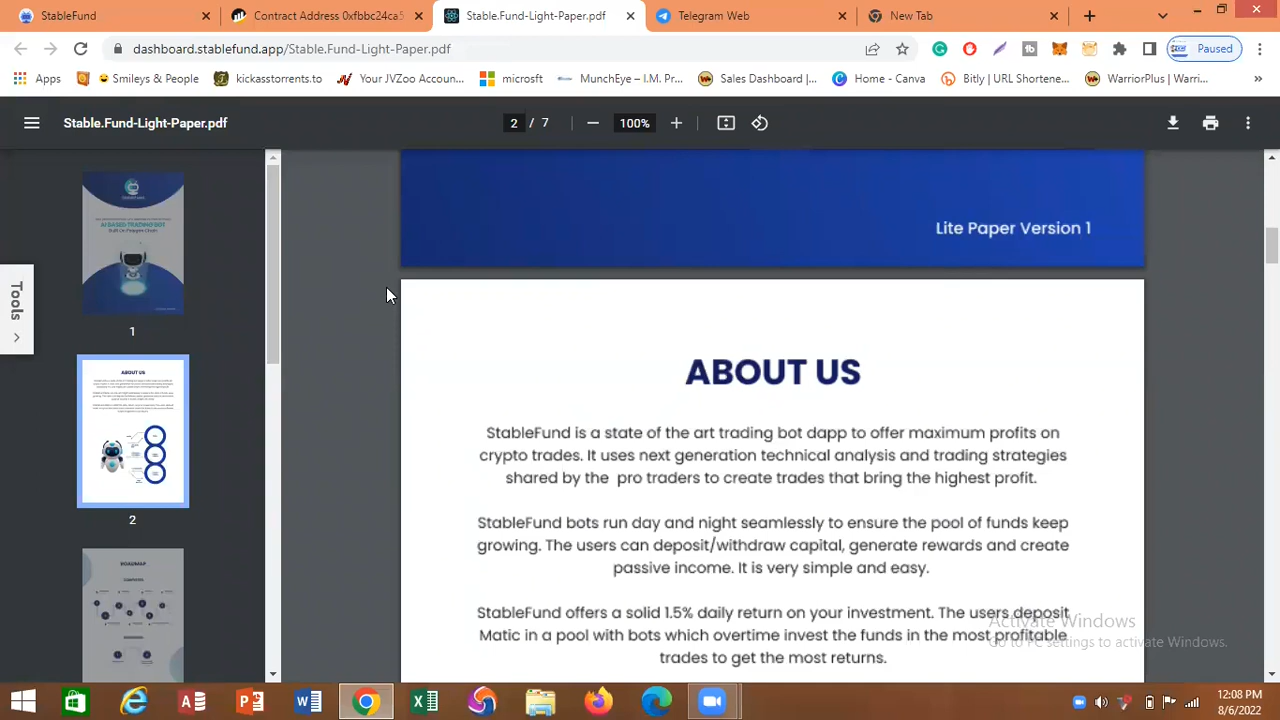 StableFund
Contract Address 0xfbbc24ca5
Stable.Fund-Light-Paper.pdf
Telegram Web
New Tab
dashboard.stablefund.app/Stable.Fund-Light-Paper.pdf
Paused
Apps
Smileys & People
kickasstorrents.to
Your JVZoo Accoun...
microsft
MunchEye – I.M. Pr...
Sales Dashboard |...
Home - Canva
Bitly | URL Shortene...
WarriorPlus | Warri...
»
Stable.Fund-Light-Paper.pdf
2 / 7
100%
Tools
1
ABOUT US
2
ROADMAP
AI BASED TRADING BOT
Lite Paper Version 1
ABOUT US
StableFund is a state of the art trading bot dapp to offer maximum profits on
crypto trades. It uses next generation technical analysis and trading strategies
shared by the pro traders to create trades that bring the highest profit.
StableFund bots run day and night seamlessly to ensure the pool of funds keep
growing. The users can deposit/withdraw capital, generate rewards and create
passive income. It is very simple and easy.
StableFund offers a solid 1.5% daily return on your investment. The users deposit
Matic in a pool with bots which overtime invest the funds in the most profitable
trades to get the most returns.
Activate Windows
Go to PC settings to activate Windows.
12:08 PM
8/6/2022